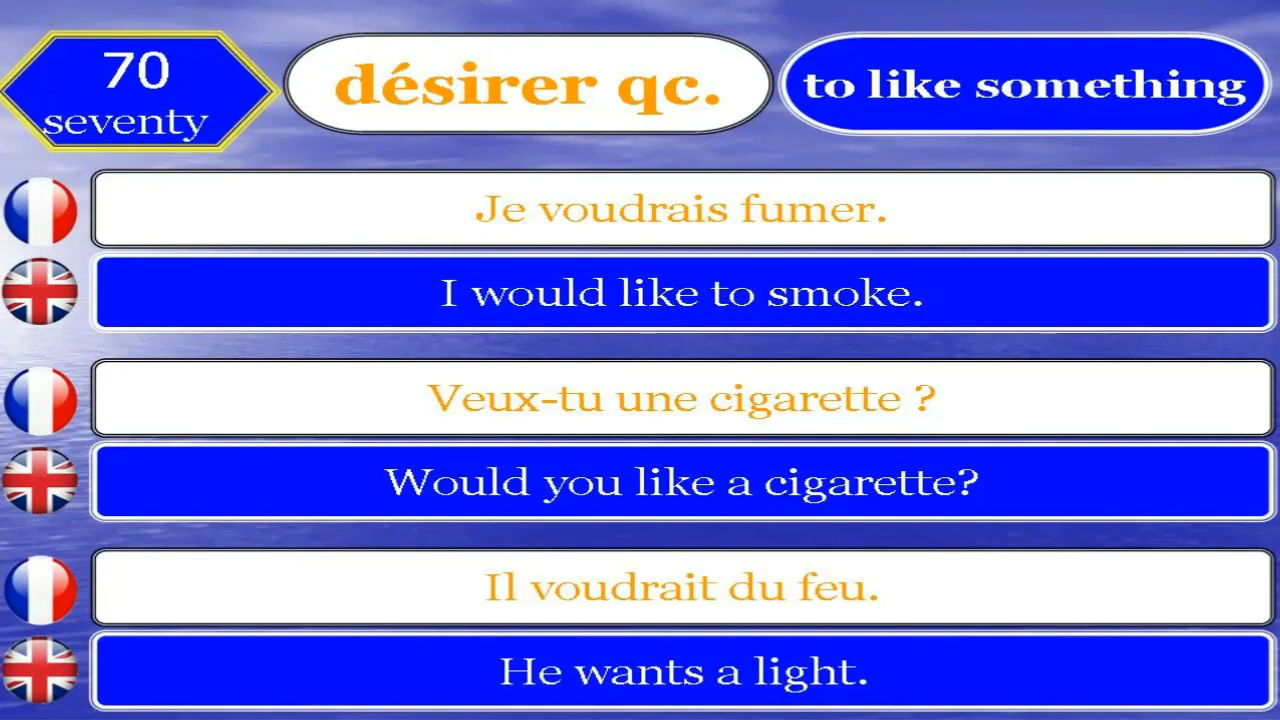 70
seventy
désirer qc.
to like something
Je voudrais fumer.
I would like to smoke.
Veux-tu une cigarette ?
Would you like a cigarette?
Il voudrait du feu.
He wants a light.